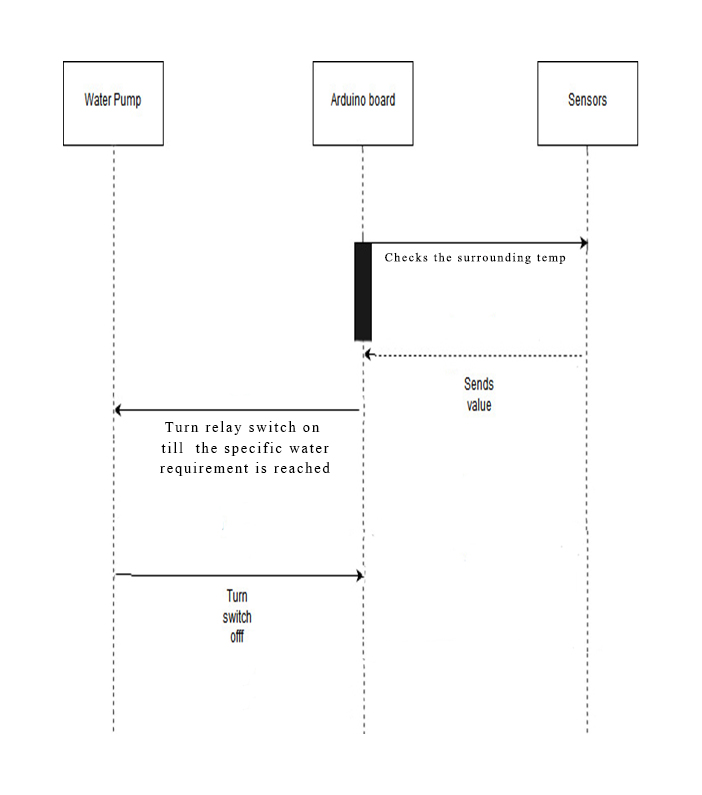 Water Pump
Arduino board
Sensors
Checks the surrounding temp
Sends
value
Turn relay switch on
till the specific water
requirement is reached
Turn
switch
offf